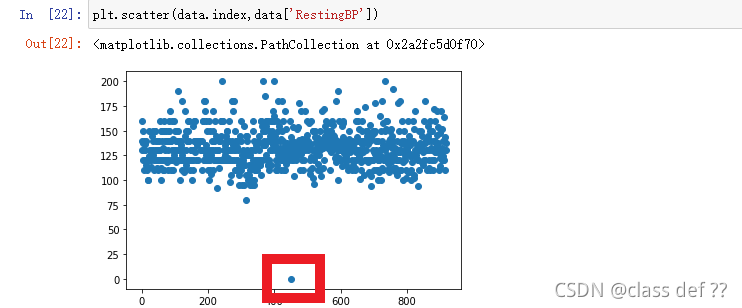 In [22]: plt.scatter(data.index,data['RestingBP'])
Out[22]: <matplotlib.collections.PathCollection at 0x2a2fc5d0f70>
200
175
150
125
100
75
50
25
0
0 200 400 600 800
CSDN @class def ??